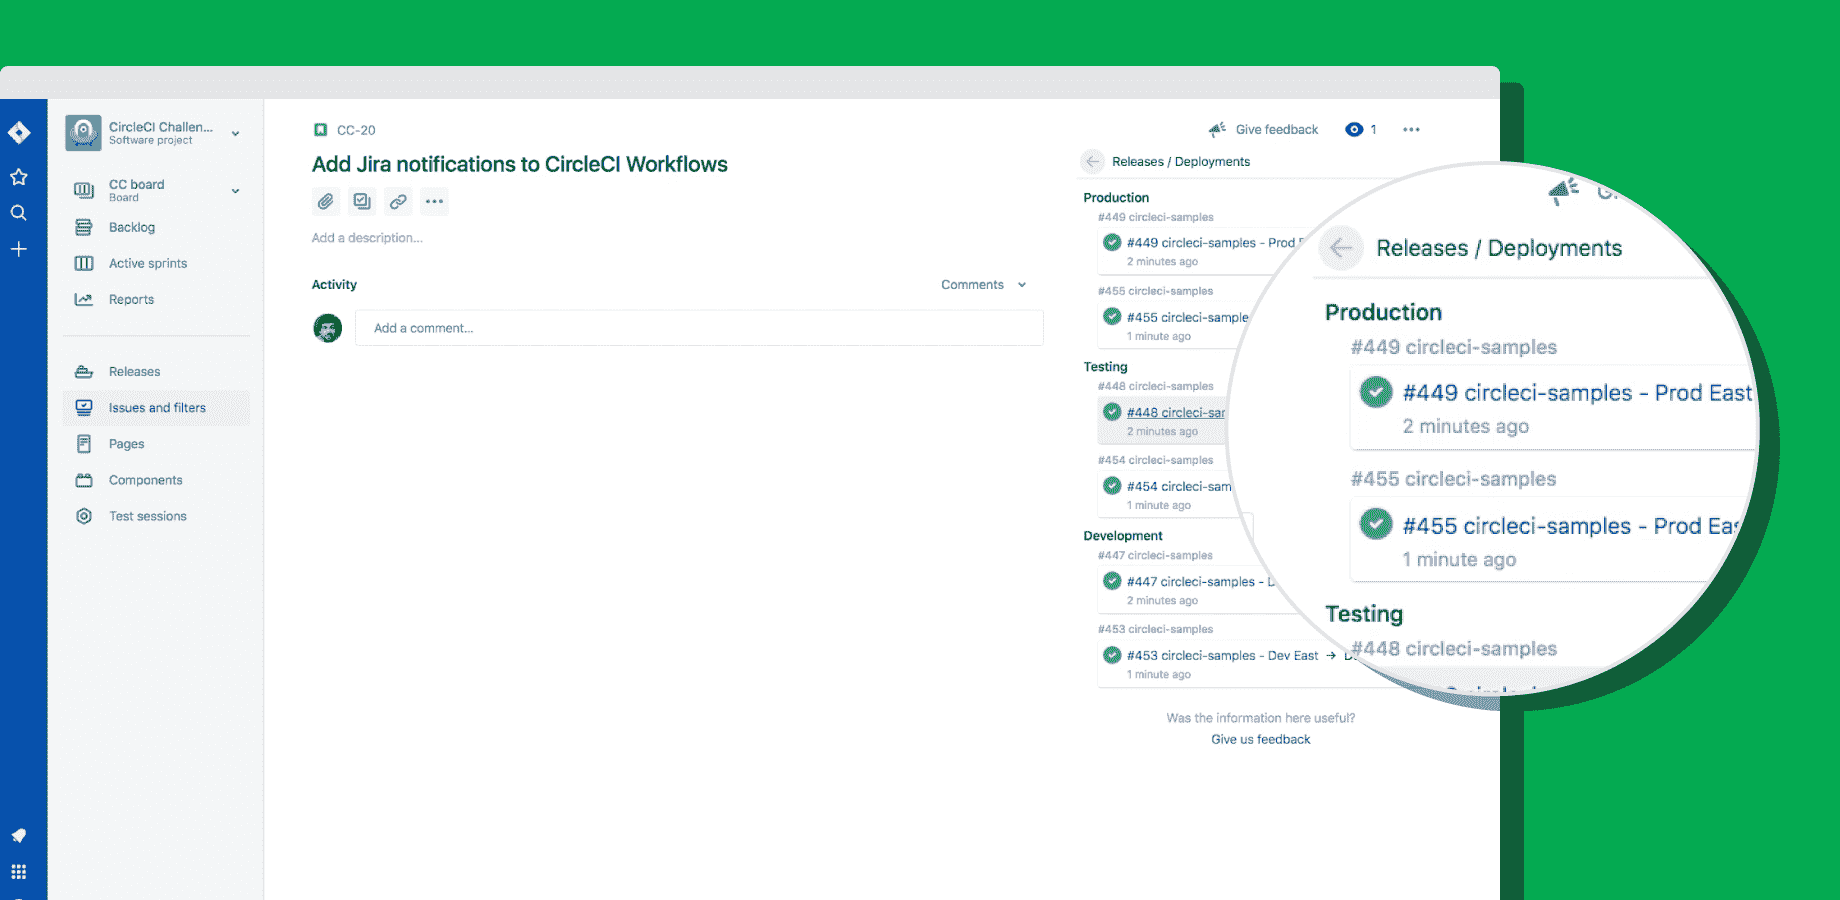 CircleCI Challen...
Software project
CC board
Board
Backlog
Active sprints
Reports
Releases
Issues and filters
Pages
Components
Test sessions
CC-20
Give feedback
1
Add Jira notifications to CircleCI Workflows
Add a description...
Activity
Comments
Add a comment...
Releases / Deployments
Production
#449 circleci-samples
#449 circleci-samples - Prod
2 minutes ago
#455 circleci-samples
#455 circleci-sample
1 minute ago
Testing
#448 circleci-samples
#448 circleci-sar
2 minutes ago
#454 circleci-samples
#454 circleci-sam
1 minute ago
Development
#447 circleci-samples
#447 circleci-samples -
2 minutes ago
#453 circleci-samples
#453 circleci-samples - Dev East →
1 minute ago
Was the information here useful?
Give us feedback
Releases / Deployments
Production
#449 circleci-samples
#449 circleci-samples - Prod East
2 minutes ago
#455 circleci-samples
#455 circleci-samples - Prod Eas
1 minute ago
Testing
#448 circleci-samples